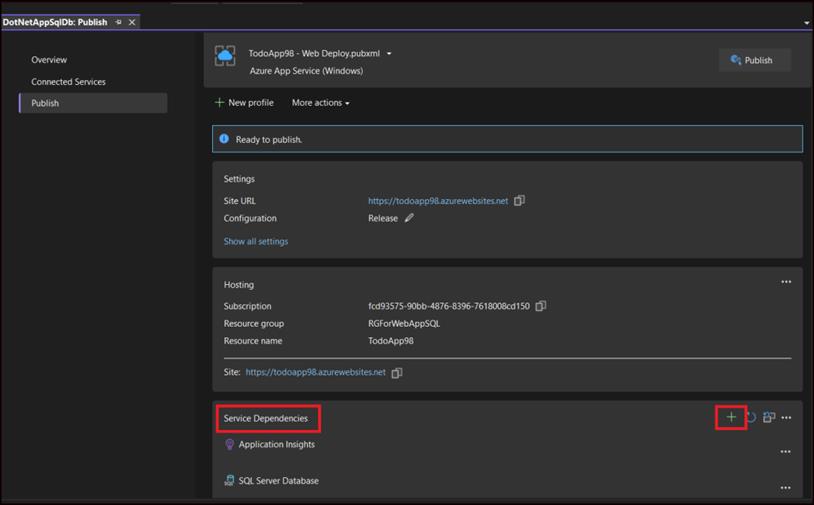 DotNetAppSqlDb: Publish
Overview
Connected Services
Publish
TodoApp98 - Web Deploy.pubxml
Azure App Service (Windows)
Publish
New profile More actions
Ready to publish.
Settings
Site URL https://todoapp98.azurewebsites.net
Configuration Release
Show all settings
Hosting
Subscription fcd93575-90bb-4876-8396-7618008cd150
Resource group RGForWebAppSQL
Resource name TodoApp98
Site: https://todoapp98.azurewebsites.net
Service Dependencies
Application Insights
SQL Server Database